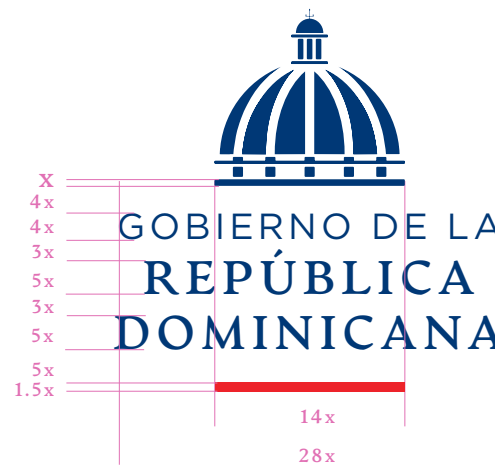 X
4x
4x
GOBIERNO DE LA
3x
5x
REPÚBLICA
3x
5x
DOMINICANA
5x
1.5x
14x
28x